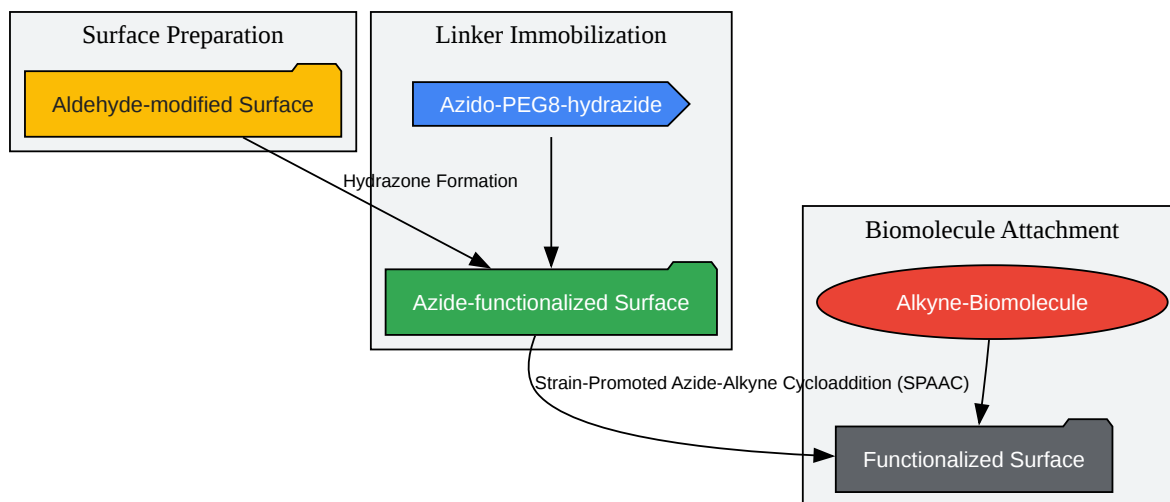 Surface Preparation
Aldehyde-modified Surface
Linker Immobilization
Azido-PEG8-hydrazide
Hydrazone Formation
Azide-functionalized Surface
Biomolecule Attachment
Alkyne-Biomolecule
Strain-Promoted Azide-Alkyne Cycloaddition (SPAAC)
Functionalized Surface